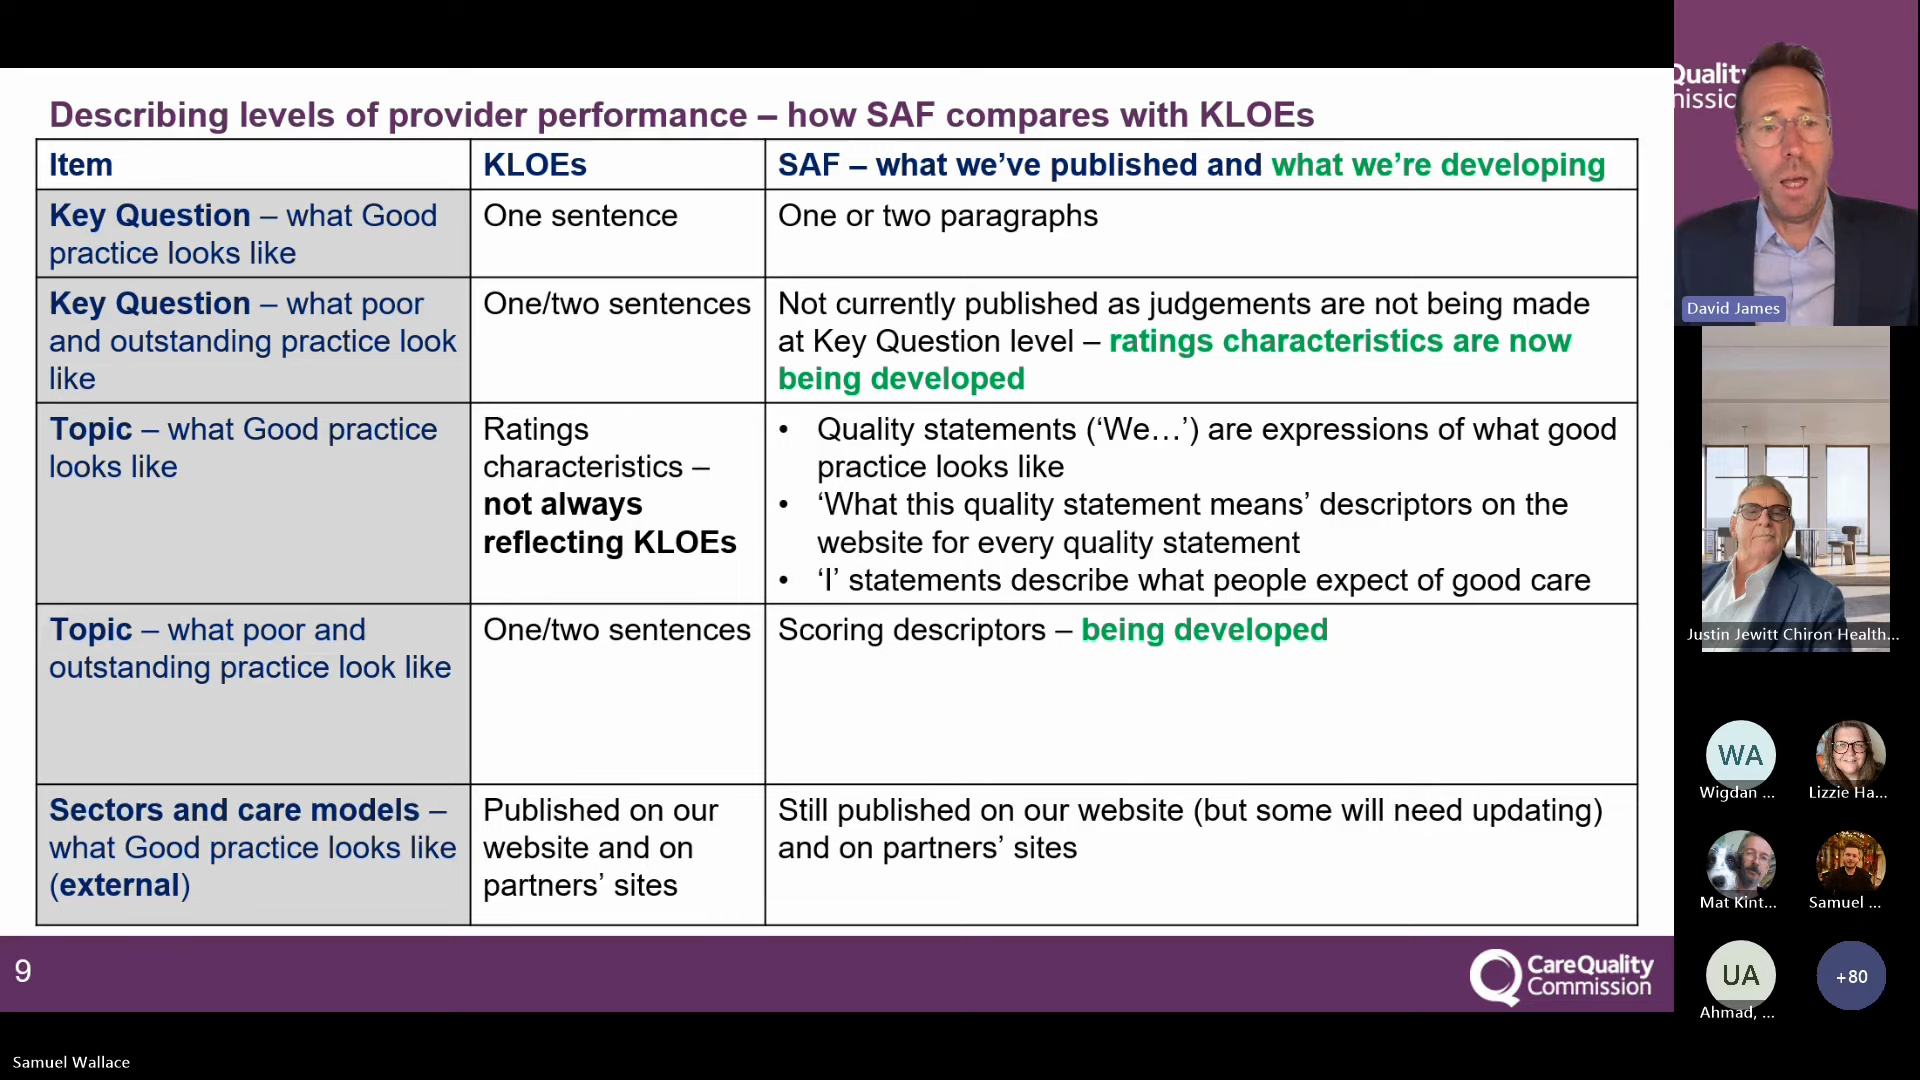 Describing levels of provider performance – how SAF compares with KLOEs
Item
KLOEs
SAF – what we’ve published and what we’re developing
Key Question – what Good
practice looks like
One sentence
One or two paragraphs
Key Question – what poor
and outstanding practice look
like
One/two sentences
Not currently published as judgements are not being made
at Key Question level – ratings characteristics are now
being developed
Topic – what Good practice
looks like
Ratings
characteristics –
not always
reflecting KLOEs
• Quality statements (‘We…’) are expressions of what good
practice looks like
• ‘What this quality statement means’ descriptors on the
website for every quality statement
• ‘I’ statements describe what people expect of good care
Topic – what poor and
outstanding practice look like
One/two sentences
Scoring descriptors – being developed
Sectors and care models –
what Good practice looks like
(external)
Published on our
website and on
partners’ sites
Still published on our website (but some will need updating)
and on partners’ sites
9
CareQuality
Commission
Samuel Wallace
Quality
nissio
David James
Justin Jewitt Chiron Health...
WA
Wigdan ...
Lizzie Ha...
Mat Kint...
Samuel ...
UA
Ahmad, ...
+80